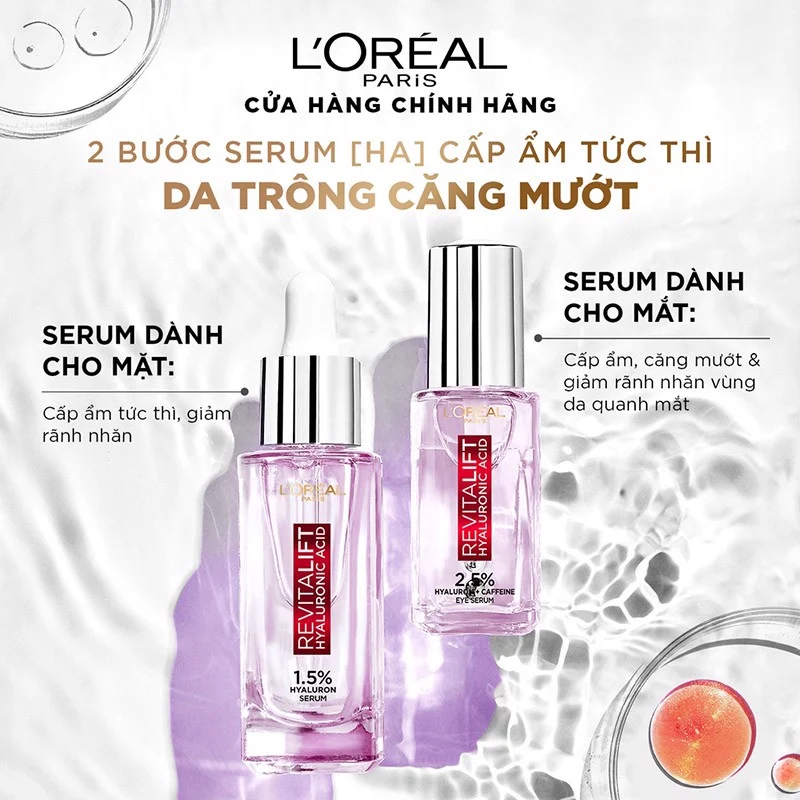 L'ORÉAL
PARiS
CỬA HÀNG CHÍNH HÃNG
2 BƯỚC SERUM [HA] CẤP ẨM TỨC THÌ
DA TRÔNG CĂNG MƯỚT
SERUM DÀNH
CHO MẶT:
Cấp ẩm tức thì, giảm
rãnh nhăn
SERUM DÀNH
CHO MẮT:
Cấp ẩm, căng mướt &
giảm rãnh nhăn vùng
da quanh mắt
L'ORÉAL
PARIS
REVITALIFT
HYALURONIC ACID
1.5%
HYALURON
SERUM
L'ORÉAL
PARIS
REVITALIFT
HYALURONIC ACID
2.5%
HYALURON + CAFFEINE
EYE SERUM